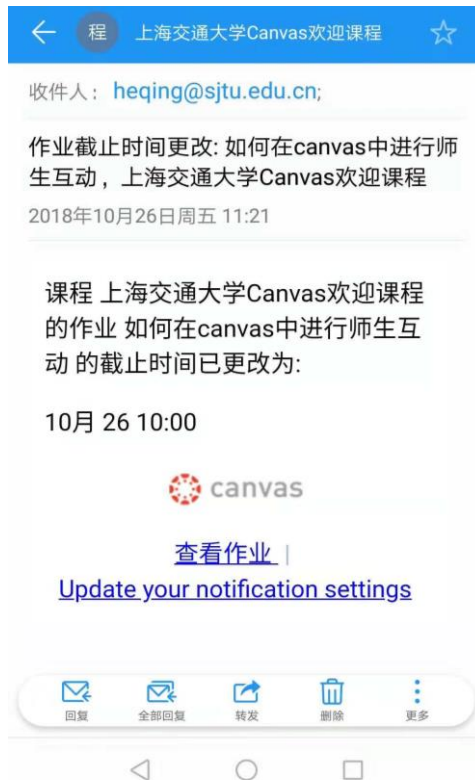 程 上海交通大学Canvas欢迎课程
收件人: heqing@sjtu.edu.cn;
作业截止时间更改: 如何在canvas中进行师
生互动，上海交通大学Canvas欢迎课程
2018年10月26日周五 11:21
课程 上海交通大学Canvas欢迎课程
的作业 如何在canvas中进行师生互
动 的截止时间已更改为:
10月 26 10:00
canvas
查看作业 |
Update your notification settings
回复 全部回复 转发 删除 更多